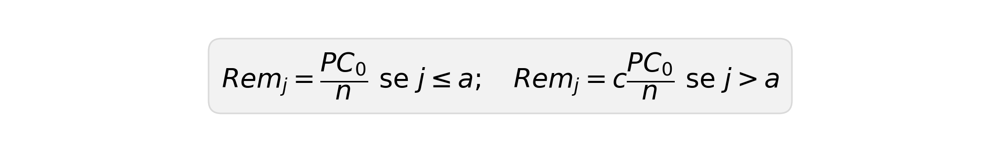 Rem_j = PC_0/n se j ≤ a; Rem_j = c PC_0/n se j > a